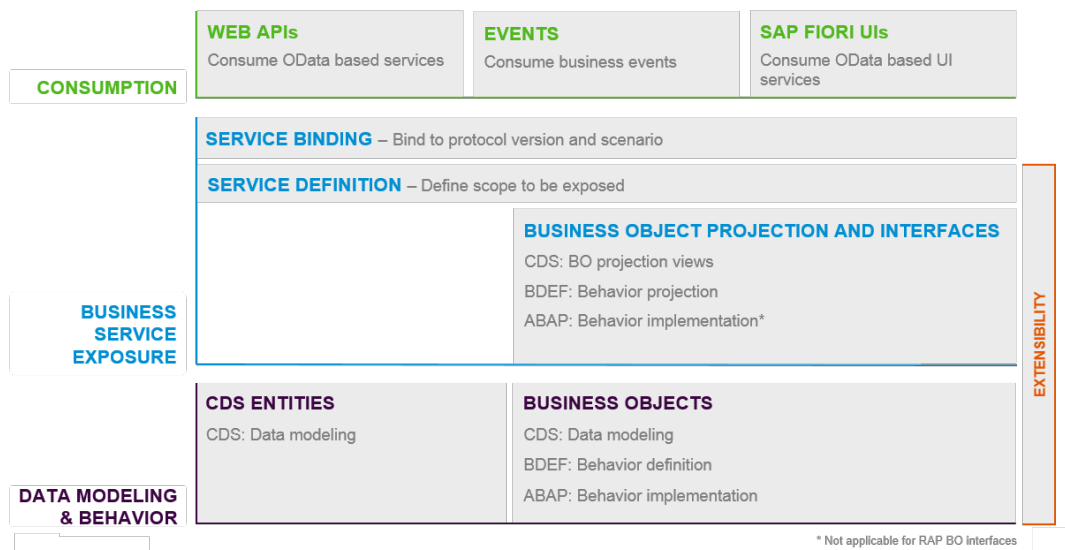 WEB APIs
Consume OData based services
EVENTS
Consume business events
SAP FIORI UIs
Consume OData based UI
services
CONSUMPTION
SERVICE BINDING – Bind to protocol version and scenario
SERVICE DEFINITION – Define scope to be exposed
BUSINESS OBJECT PROJECTION AND INTERFACES
CDS: BO projection views
BDEF: Behavior projection
ABAP: Behavior implementation*
BUSINESS
SERVICE
EXPOSURE
EXTENSIBILITY
CDS ENTITIES
CDS: Data modeling
BUSINESS OBJECTS
CDS: Data modeling
BDEF: Behavior definition
ABAP: Behavior implementation
DATA MODELING
& BEHAVIOR
* Not applicable for RAP BO interfaces